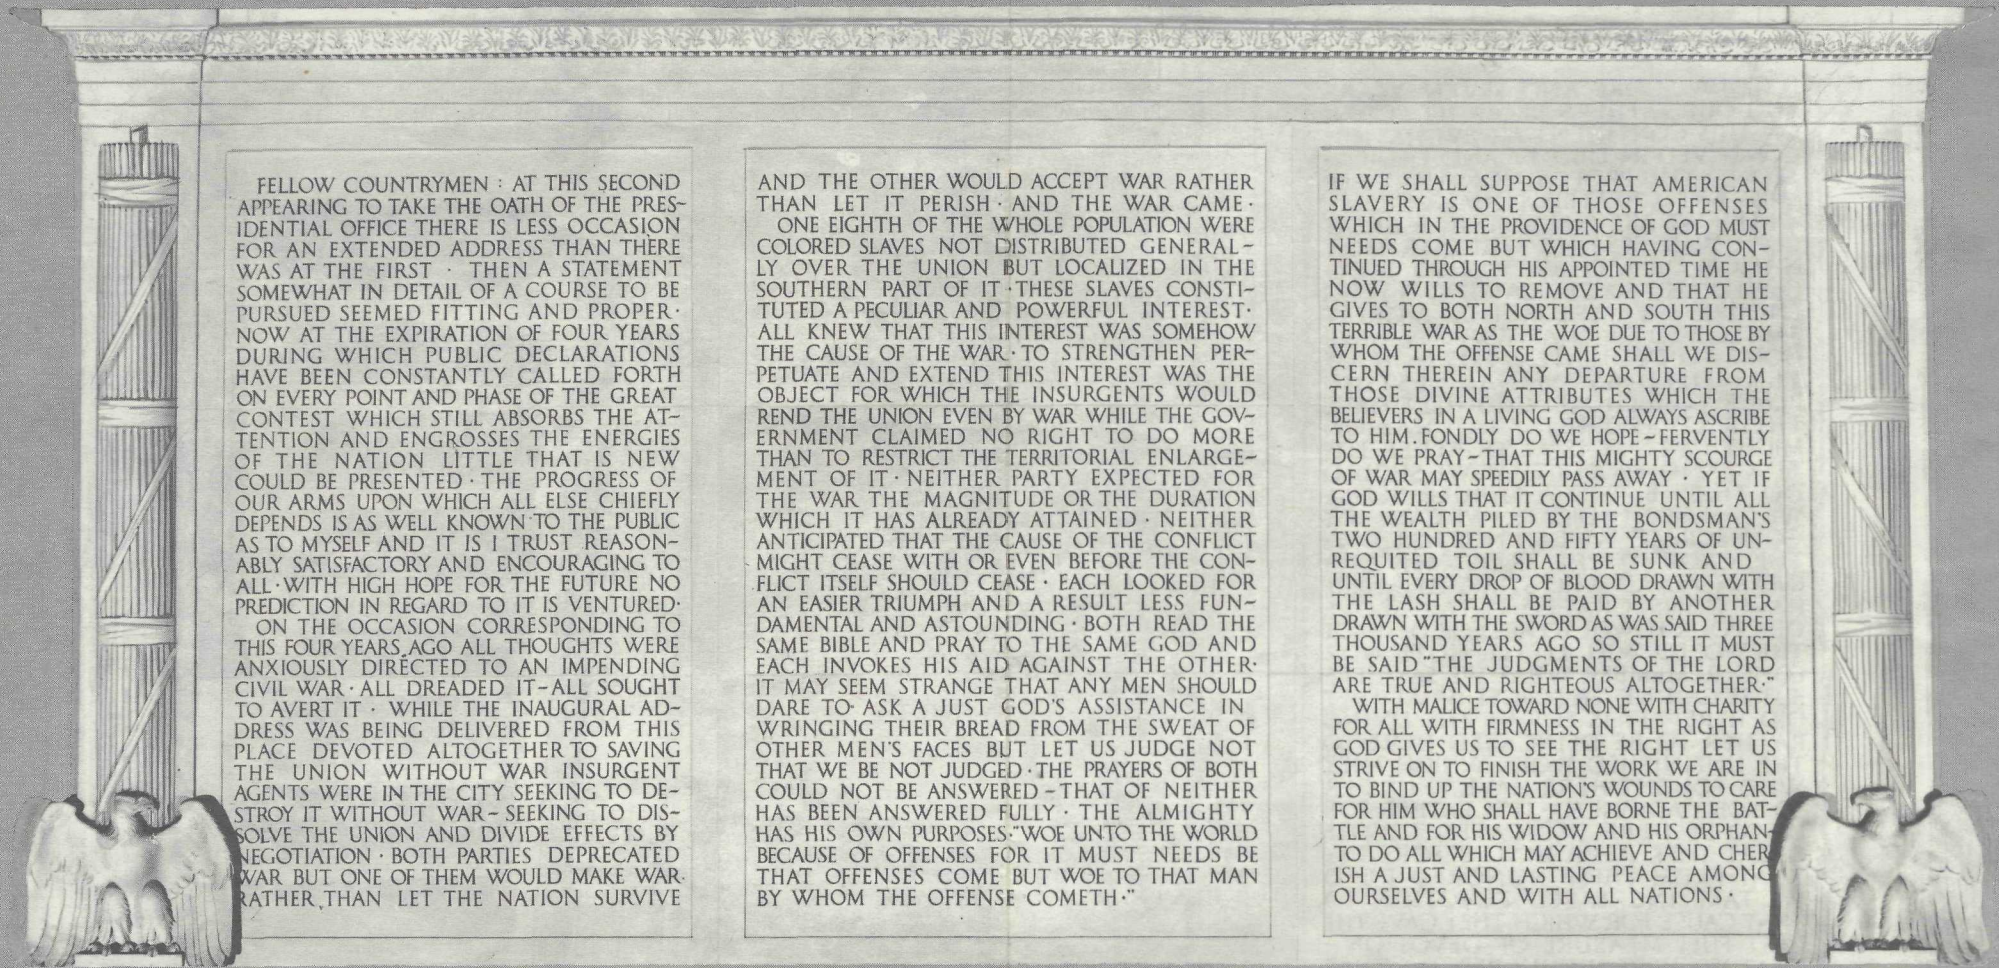 FELLOW COUNTRYMEN : AT THIS SECOND
APPEARING TO TAKE THE OATH OF THE PRES-
IDENTIAL OFFICE THERE IS LESS OCCASION
FOR AN EXTENDED ADDRESS THAN THERE
WAS AT THE FIRST · THEN A STATEMENT
SOMEWHAT IN DETAIL OF A COURSE TO BE
PURSUED SEEMED FITTING AND PROPER·
NOW AT THE EXPIRATION OF FOUR YEARS
DURING WHICH PUBLIC DECLARATIONS
HAVE BEEN CONSTANTLY CALLED FORTH
ON EVERY POINT AND PHASE OF THE GREAT
CONTEST WHICH STILL ABSORBS THE AT-
TENTION AND ENGROSSES THE ENERGIES
OF THE NATION LITTLE THAT IS NEW
COULD BE PRESENTED · THE PROGRESS OF
OUR ARMS UPON WHICH ALL ELSE CHIEFLY
DEPENDS IS AS WELL KNOWN TO THE PUBLIC
AS TO MYSELF AND IT IS I TRUST REASON-
ABLY SATISFACTORY AND ENCOURAGING TO
ALL · WITH HIGH HOPE FOR THE FUTURE NO
PREDICTION IN REGARD TO IT IS VENTURED·
ON THE OCCASION CORRESPONDING TO
THIS FOUR YEARS AGO ALL THOUGHTS WERE
ANXIOUSLY DIRECTED TO AN IMPENDING
CIVIL WAR · ALL DREADED IT-ALL SOUGHT
TO AVERT IT · WHILE THE INAUGURAL AD-
DRESS WAS BEING DELIVERED FROM THIS
PLACE DEVOTED ALTOGETHER TO SAVING
THE UNION WITHOUT WAR INSURGENT
AGENTS WERE IN THE CITY SEEKING TO DE-
STROY IT WITHOUT WAR - SEEKING TO DIS-
SOLVE THE UNION AND DIVIDE EFFECTS BY
NEGOTIATION · BOTH PARTIES DEPRECATED
WAR BUT ONE OF THEM WOULD MAKE WAR
RATHER THAN LET THE NATION SURVIVE
AND THE OTHER WOULD ACCEPT WAR RATHER
THAN LET IT PERISH · AND THE WAR CAME ·
ONE EIGHTH OF THE WHOLE POPULATION WERE
COLORED SLAVES NOT DISTRIBUTED GENERAL-
LY OVER THE UNION BUT LOCALIZED IN THE
SOUTHERN PART OF IT · THESE SLAVES CONSTI-
TUTED A PECULIAR AND POWERFUL INTEREST·
ALL KNEW THAT THIS INTEREST WAS SOMEHOW
THE CAUSE OF THE WAR · TO STRENGTHEN PER-
PETUATE AND EXTEND THIS INTEREST WAS THE
OBJECT FOR WHICH THE INSURGENTS WOULD
REND THE UNION EVEN BY WAR WHILE THE GOV-
ERNMENT CLAIMED NO RIGHT TO DO MORE
THAN TO RESTRICT THE TERRITORIAL ENLARGE-
MENT OF IT · NEITHER PARTY EXPECTED FOR
THE WAR THE MAGNITUDE OR THE DURATION
WHICH IT HAS ALREADY ATTAINED · NEITHER
ANTICIPATED THAT THE CAUSE OF THE CONFLICT
MIGHT CEASE WITH OR EVEN BEFORE THE CON-
FLICT ITSELF SHOULD CEASE · EACH LOOKED FOR
AN EASIER TRIUMPH AND A RESULT LESS FUN-
DAMENTAL AND ASTOUNDING · BOTH READ THE
SAME BIBLE AND PRAY TO THE SAME GOD AND
EACH INVOKES HIS AID AGAINST THE OTHER·
IT MAY SEEM STRANGE THAT ANY MEN SHOULD
DARE TO ASK A JUST GOD'S ASSISTANCE IN
WRINGING THEIR BREAD FROM THE SWEAT OF
OTHER MEN'S FACES BUT LET US JUDGE NOT
THAT WE BE NOT JUDGED · THE PRAYERS OF BOTH
COULD NOT BE ANSWERED - THAT OF NEITHER
HAS BEEN ANSWERED FULLY · THE ALMIGHTY
HAS HIS OWN PURPOSES·"WOE UNTO THE WORLD
BECAUSE OF OFFENSES FOR IT MUST NEEDS BE
THAT OFFENSES COME BUT WOE TO THAT MAN
BY WHOM THE OFFENSE COMETH·"
IF WE SHALL SUPPOSE THAT AMERICAN
SLAVERY IS ONE OF THOSE OFFENSES
WHICH IN THE PROVIDENCE OF GOD MUST
NEEDS COME BUT WHICH HAVING CON-
TINUED THROUGH HIS APPOINTED TIME HE
NOW WILLS TO REMOVE AND THAT HE
GIVES TO BOTH NORTH AND SOUTH THIS
TERRIBLE WAR AS THE WOE DUE TO THOSE BY
WHOM THE OFFENSE CAME SHALL WE DIS-
CERN THEREIN ANY DEPARTURE FROM
THOSE DIVINE ATTRIBUTES WHICH THE
BELIEVERS IN A LIVING GOD ALWAYS ASCRIBE
TO HIM. FONDLY DO WE HOPE - FERVENTLY
DO WE PRAY - THAT THIS MIGHTY SCOURGE
OF WAR MAY SPEEDILY PASS AWAY · YET IF
GOD WILLS THAT IT CONTINUE UNTIL ALL
THE WEALTH PILED BY THE BONDSMAN'S
TWO HUNDRED AND FIFTY YEARS OF UN-
REQUITED TOIL SHALL BE SUNK AND
UNTIL EVERY DROP OF BLOOD DRAWN WITH
THE LASH SHALL BE PAID BY ANOTHER
DRAWN WITH THE SWORD AS WAS SAID THREE
THOUSAND YEARS AGO SO STILL IT MUST
BE SAID "THE JUDGMENTS OF THE LORD
ARE TRUE AND RIGHTEOUS ALTOGETHER·"
WITH MALICE TOWARD NONE WITH CHARITY
FOR ALL WITH FIRMNESS IN THE RIGHT AS
GOD GIVES US TO SEE THE RIGHT LET US
STRIVE ON TO FINISH THE WORK WE ARE IN
TO BIND UP THE NATION'S WOUNDS TO CARE
FOR HIM WHO SHALL HAVE BORNE THE BAT-
TLE AND FOR HIS WIDOW AND HIS ORPHAN-
TO DO ALL WHICH MAY ACHIEVE AND CHER
ISH A JUST AND LASTING PEACE AMONG
OURSELVES AND WITH ALL NATIONS ·